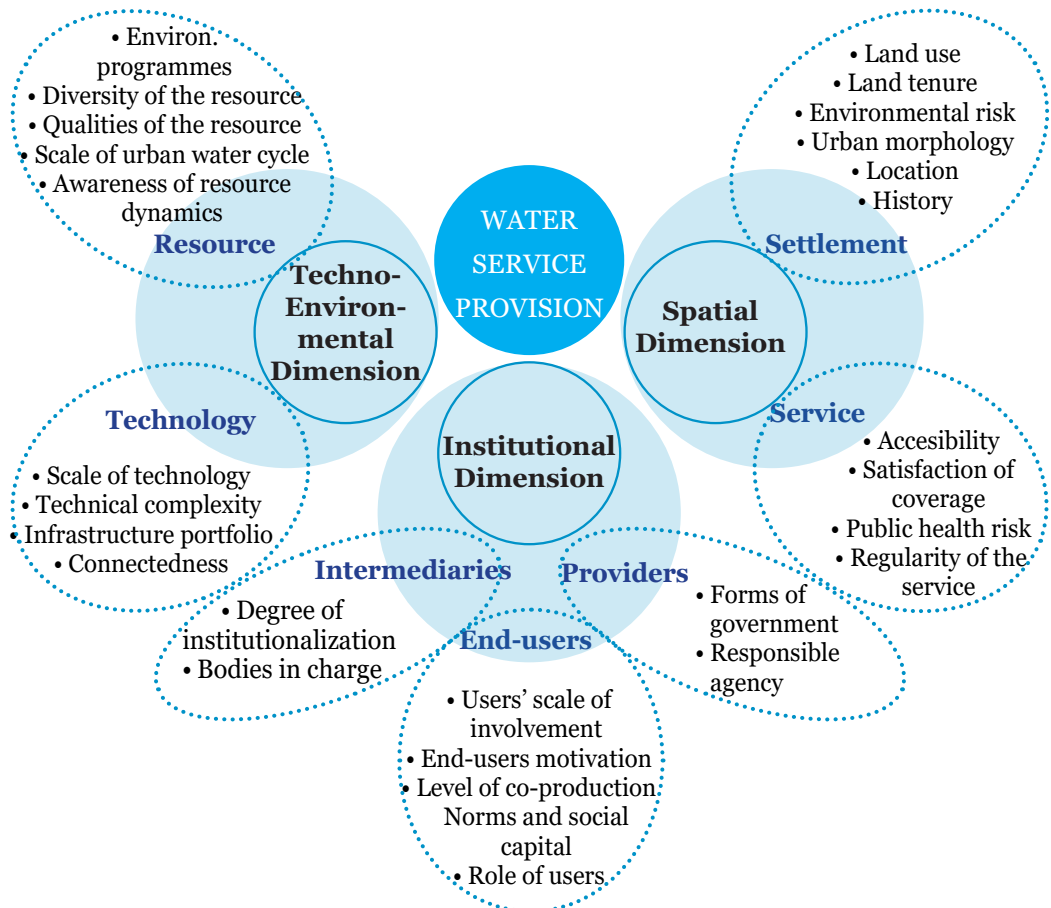 • Environ.
programmes
• Diversity of the resource
• Qualities of the resource
• Scale of urban water cycle
• Awareness of resource
dynamics
Resource
Techno-
Environ-
mental
Dimension
Technology
• Scale of technology
• Technical complexity
• Infrastructure portfolio
• Connectedness
WATER
SERVICE
PROVISION
Institutional
Dimension
Intermediaries
• Degree of
institutionalization
• Bodies in charge
End-users
• Users’ scale of
involvement
• End-users motivation
• Level of co-production
Norms and social
capital
• Role of users
Providers
• Forms of
government
• Responsible
agency
• Land use
• Land tenure
• Environmental risk
• Urban morphology
• Location
• History
Settlement
Spatial
Dimension
Service
• Accesibility
• Satisfaction of
coverage
• Public health risk
• Regularity of the
service